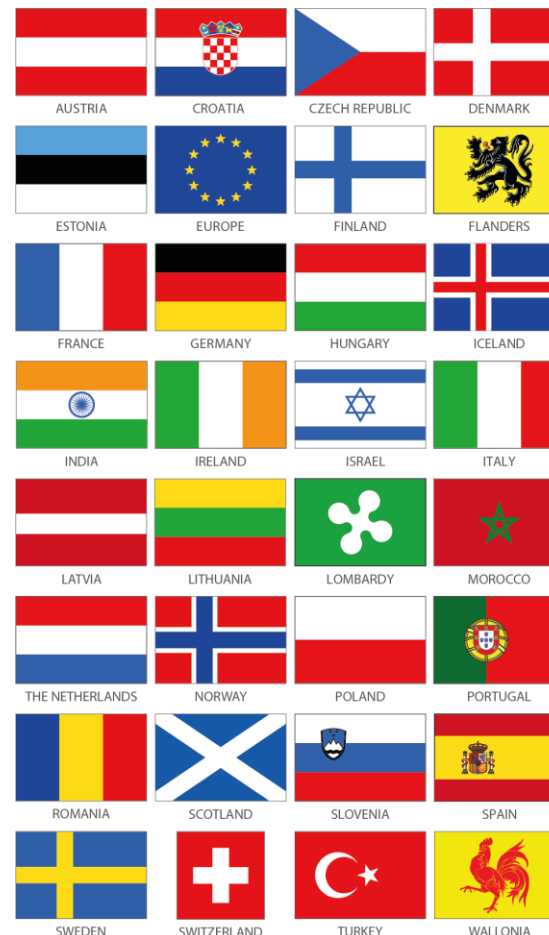 AUSTRIA CROATIA CZECH REPUBLIC DENMARK
ESTONIA EUROPE FINLAND FLANDERS
FRANCE GERMANY HUNGARY ICELAND
INDIA IRELAND ISRAEL ITALY
LATVIA LITHUANIA LOMBARDY MOROCCO
THE NETHERLANDS NORWAY POLAND PORTUGAL
ROMANIA SCOTLAND SLOVENIA SPAIN
SWEDEN SWITZERLAND TURKEY WALLONIA